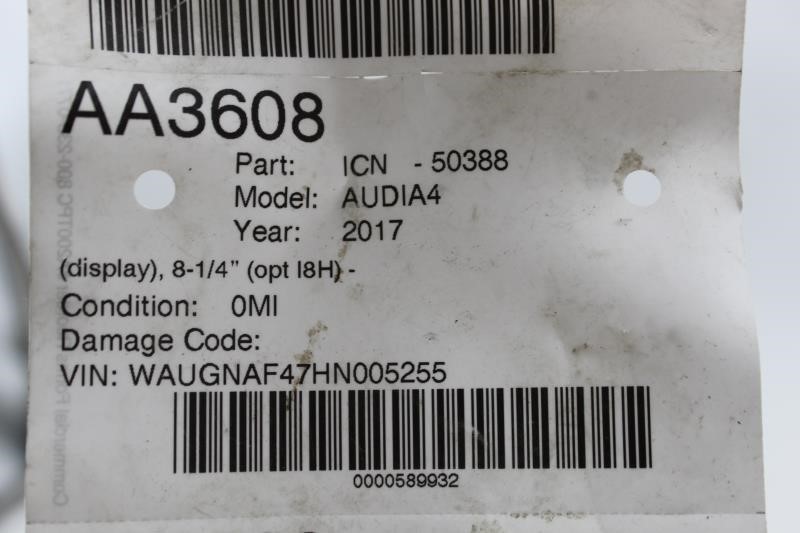 AA3608
Part: ICN - 50388
Model: AUDIA4
Year: 2017
(display), 8-1/4" (opt I8H) -
Condition: 0MI
Damage Code:
VIN: WAUGNAF47HN005255
0000589932